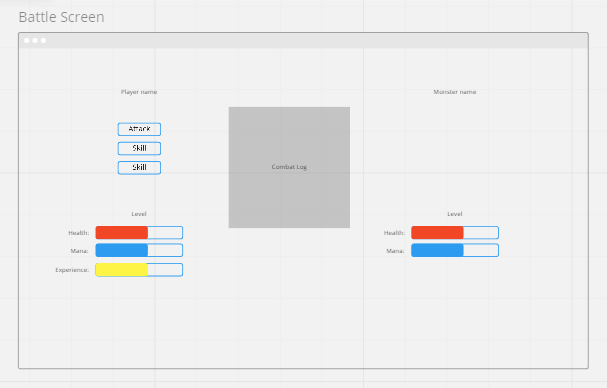 Battle Screen
Player name
Monster name
Attack
Skill
Skill
Combat Log
Level
Level
Health:
Health:
Mana:
Mana:
Experience: